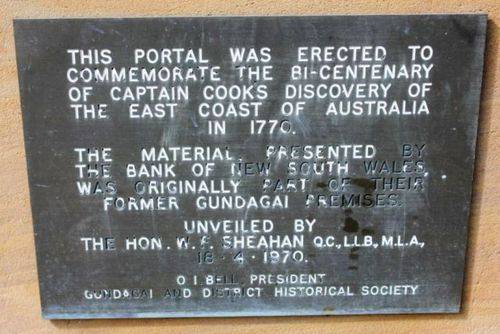 THIS PORTAL WAS ERECTED TO
COMMEMORATE THE BI-CENTENARY
OF CAPTAIN COOKS DISCOVERY OF
THE EAST COAST OF AUSTRALIA
IN 1770.
THE MATERIAL PRESENTED BY
THE BANK OF NEW SOUTH WALES,
WAS ORIGINALLY PART OF THEIR
FORMER GUNDAGAI PREMISES.
UNVEILED BY
THE HON. W. F. SHEAHAN Q.C., L.L.B., M.L.A.,
18 · 4 · 1970.
O. I. BELL, PRESIDENT
GUNDAGAI AND DISTRICT HISTORICAL SOCIETY